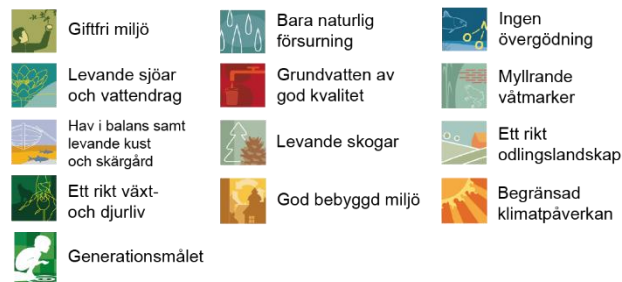 Giftfri miljö
Bara naturlig
försurning
Ingen
övergödning
Levande sjöar
och vattendrag
Grundvatten av
god kvalitet
Myllrande
våtmarker
Hav i balans samt
levande kust
och skärgård
Levande skogar
Ett rikt
odlingslandskap
Ett rikt växt-
och djurliv
God bebyggd miljö
Begränsad
klimatpåverkan
Generationsmålet